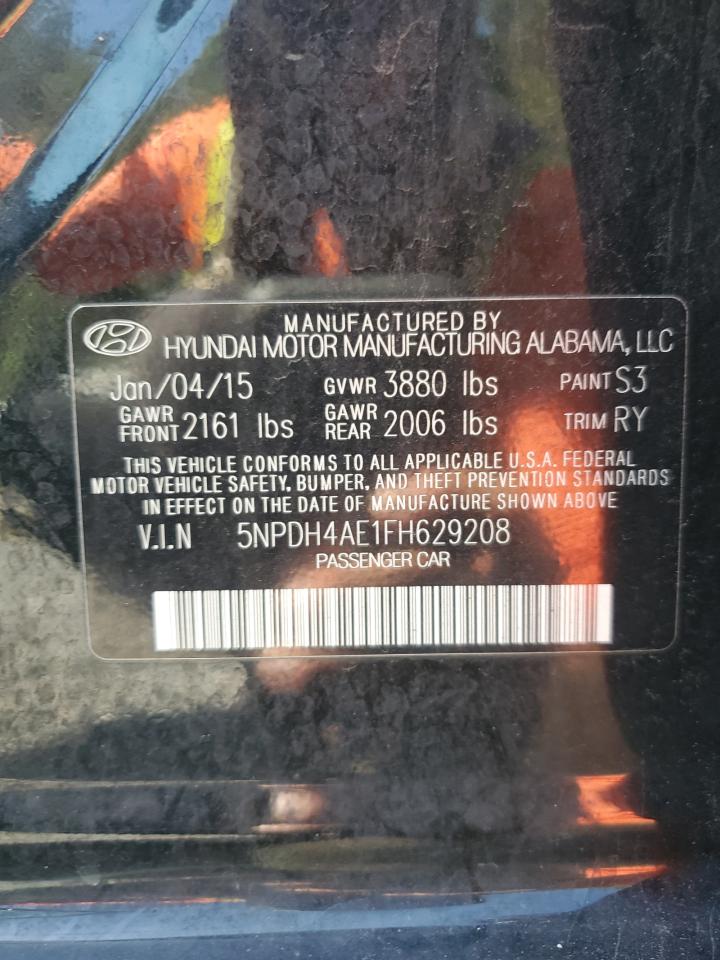 MANUFACTURED BY
HYUNDAI MOTOR MANUFACTURING ALABAMA, LLC
Jan/04/15 GVWR 3880 lbs PAINT S3
GAWR FRONT 2161 lbs GAWR REAR 2006 lbs TRIM RY
THIS VEHICLE CONFORMS TO ALL APPLICABLE U.S.A. FEDERAL
MOTOR VEHICLE SAFETY, BUMPER, AND THEFT PREVENTION STANDARDS
IN EFFECT ON THE DATE OF MANUFACTURE SHOWN ABOVE
V.I.N 5NPDH4AE1FH629208
PASSENGER CAR